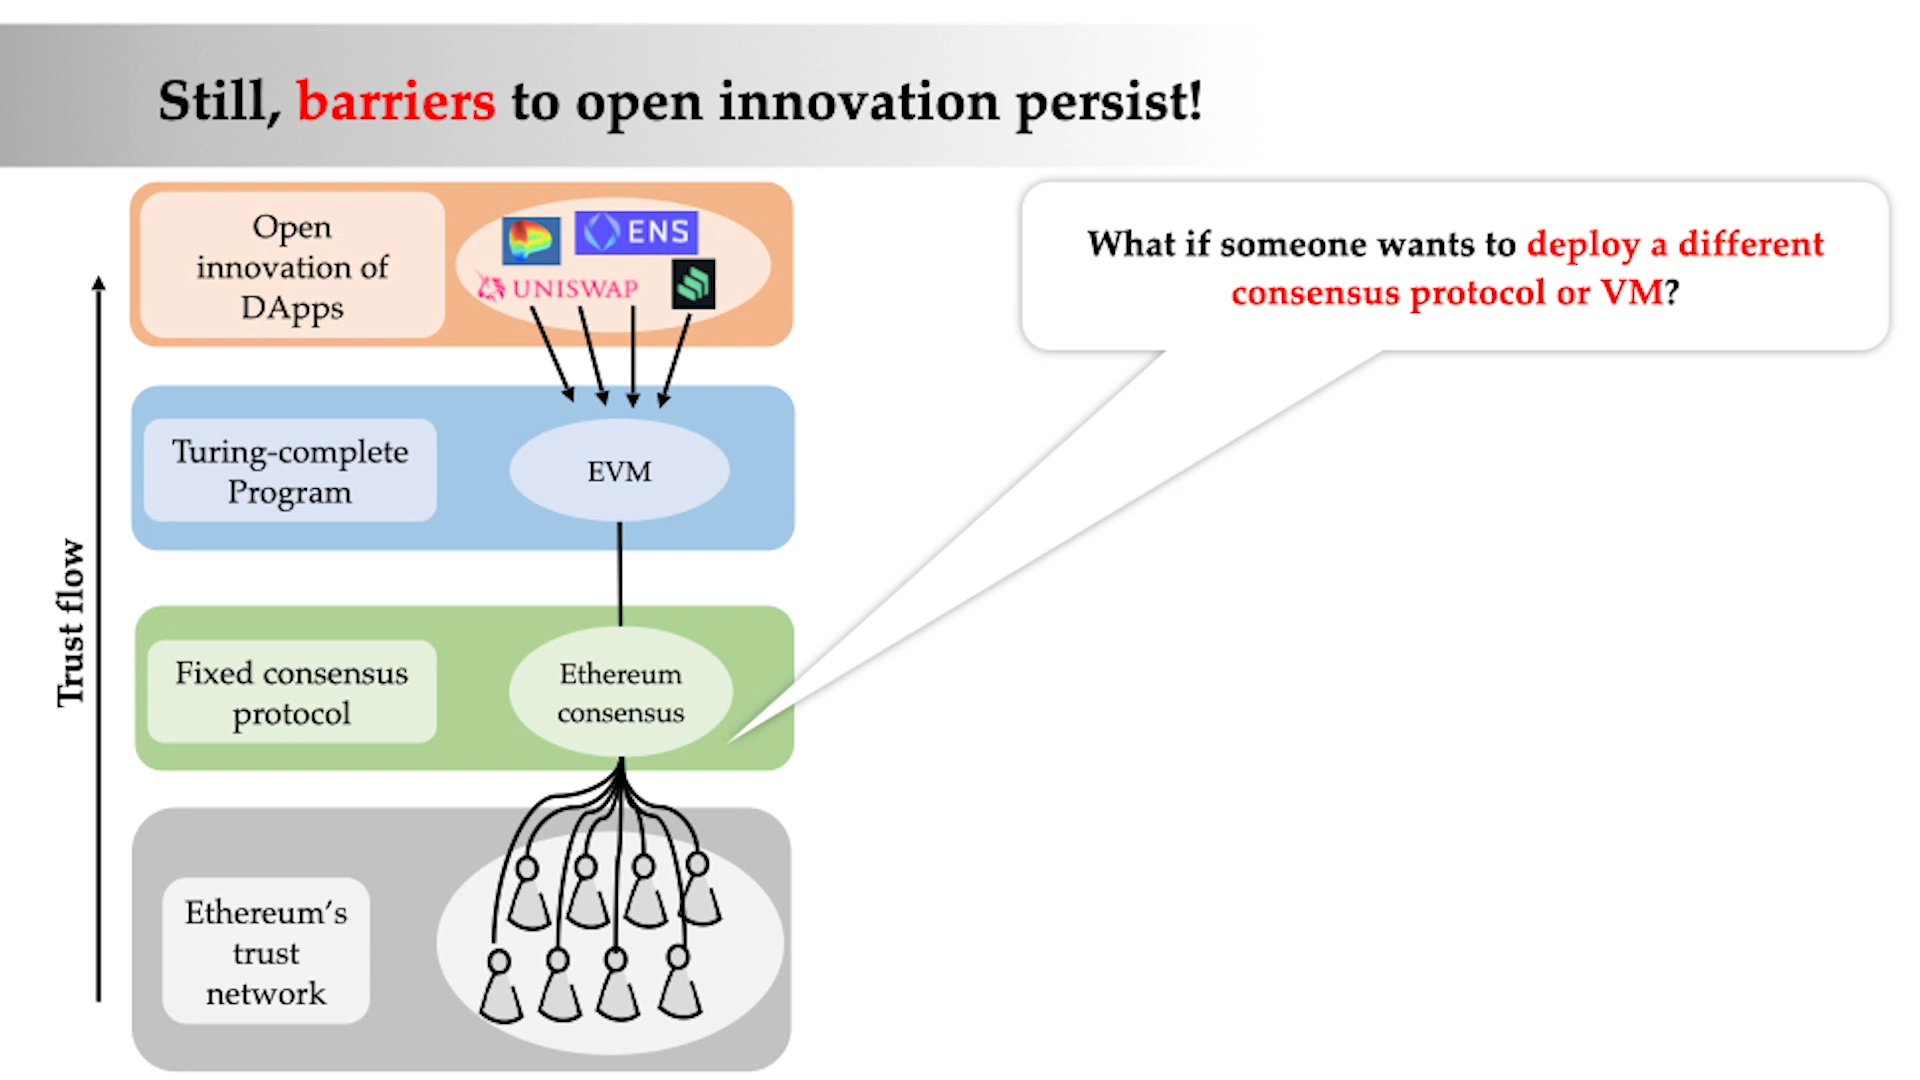 Still, barriers to open innovation persist!
Open
innovation of
DApps
ENS
UNISWAP
What if someone wants to deploy a different
consensus protocol or VM?
Turing-complete
Program
EVM
Trust flow
Fixed consensus
protocol
Ethereum
consensus
Ethereum’s
trust
network